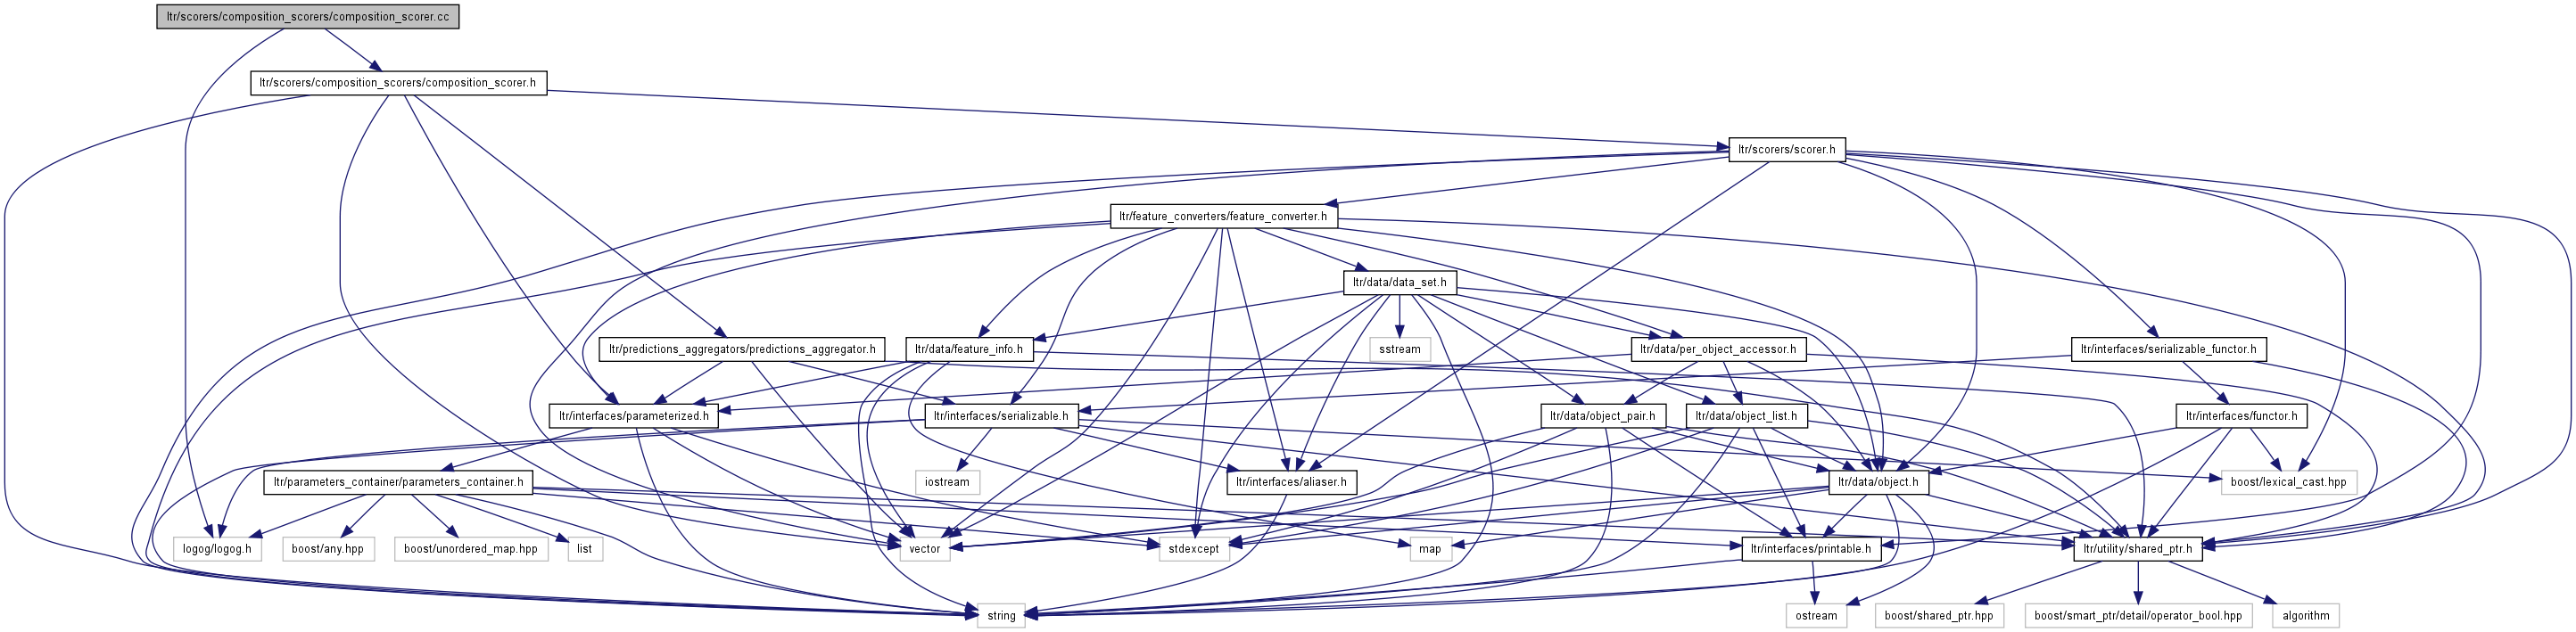 ltr/scorers/composition_scorers/composition_scorer.cc
ltr/scorers/composition_scorers/composition_scorer.h
ltr/scorers/scorer.h
ltr/feature_converters/feature_converter.h
ltr/data/data_set.h
ltr/predictions_aggregators/predictions_aggregator.h
ltr/data/feature_info.h
sstream
ltr/data/per_object_accessor.h
ltr/interfaces/serializable_functor.h
ltr/interfaces/parameterized.h
ltr/interfaces/serializable.h
ltr/data/object_pair.h
ltr/data/object_list.h
ltr/interfaces/functor.h
ltr/parameters_container/parameters_container.h
iostream
ltr/interfaces/aliaser.h
ltr/data/object.h
boost/lexical_cast.hpp
logog/logog.h
boost/any.hpp
boost/unordered_map.hpp
list
vector
stdexcept
map
ltr/interfaces/printable.h
ltr/utility/shared_ptr.h
string
ostream
boost/shared_ptr.hpp
boost/smart_ptr/detail/operator_bool.hpp
algorithm